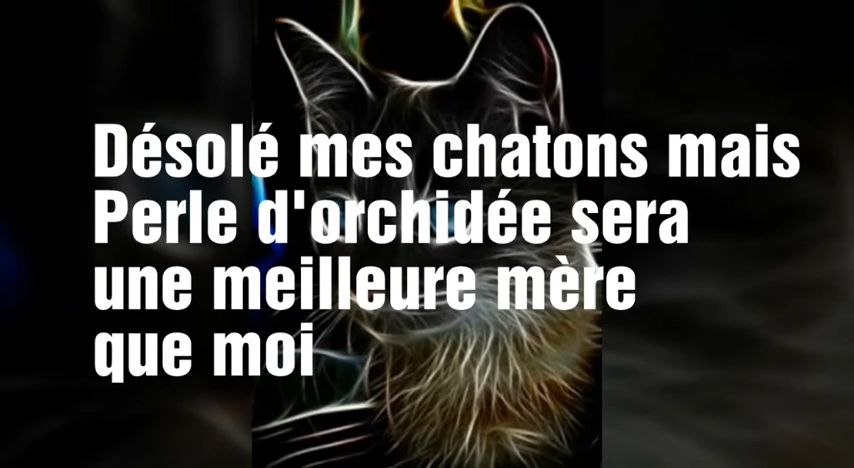 Désolé mes chatons mais
Perle d'orchidée sera
une meilleure mère
que moi